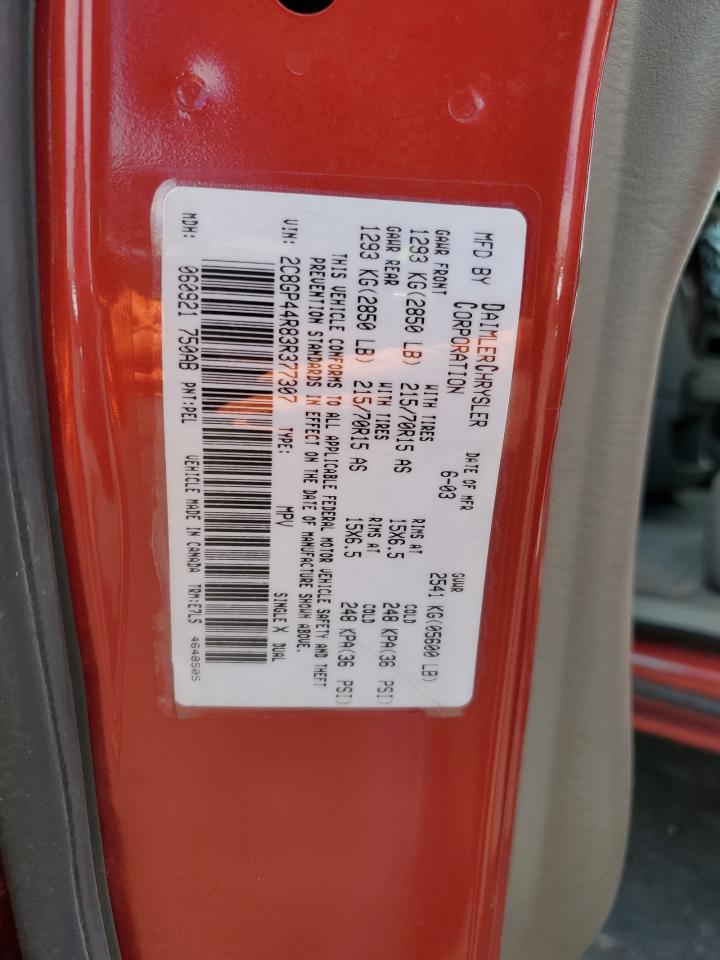 MFD BY DAIMLERCHRYSLER DATE OF MFR GVWR
CORPORATION 6-03 2541 KG(05600 LB)
GAWR FRONT WITH TIRES RIMS AT COLD
1293 KG(2850 LB) 215/70R15 AS 15X6.5 248 KPA(36 PSI)
GAWR REAR WITH TIRES RIMS AT COLD
1293 KG(2850 LB) 215/70R15 AS 15X6.5 248 KPA(36 PSI)
THIS VEHICLE CONFORMS TO ALL APPLICABLE FEDERAL MOTOR VEHICLE SAFETY AND THEFT
PREVENTION STANDARDS IN EFFECT ON THE DATE OF MANUFACTURE SHOWN ABOVE.
VIN: 2C8GP44R83R377307 TYPE: MPV SINGLE X DUAL
MDH: 060921 750AB PNT:PEL VEHICLE MADE IN CANADA TRM:E7L5 4648505